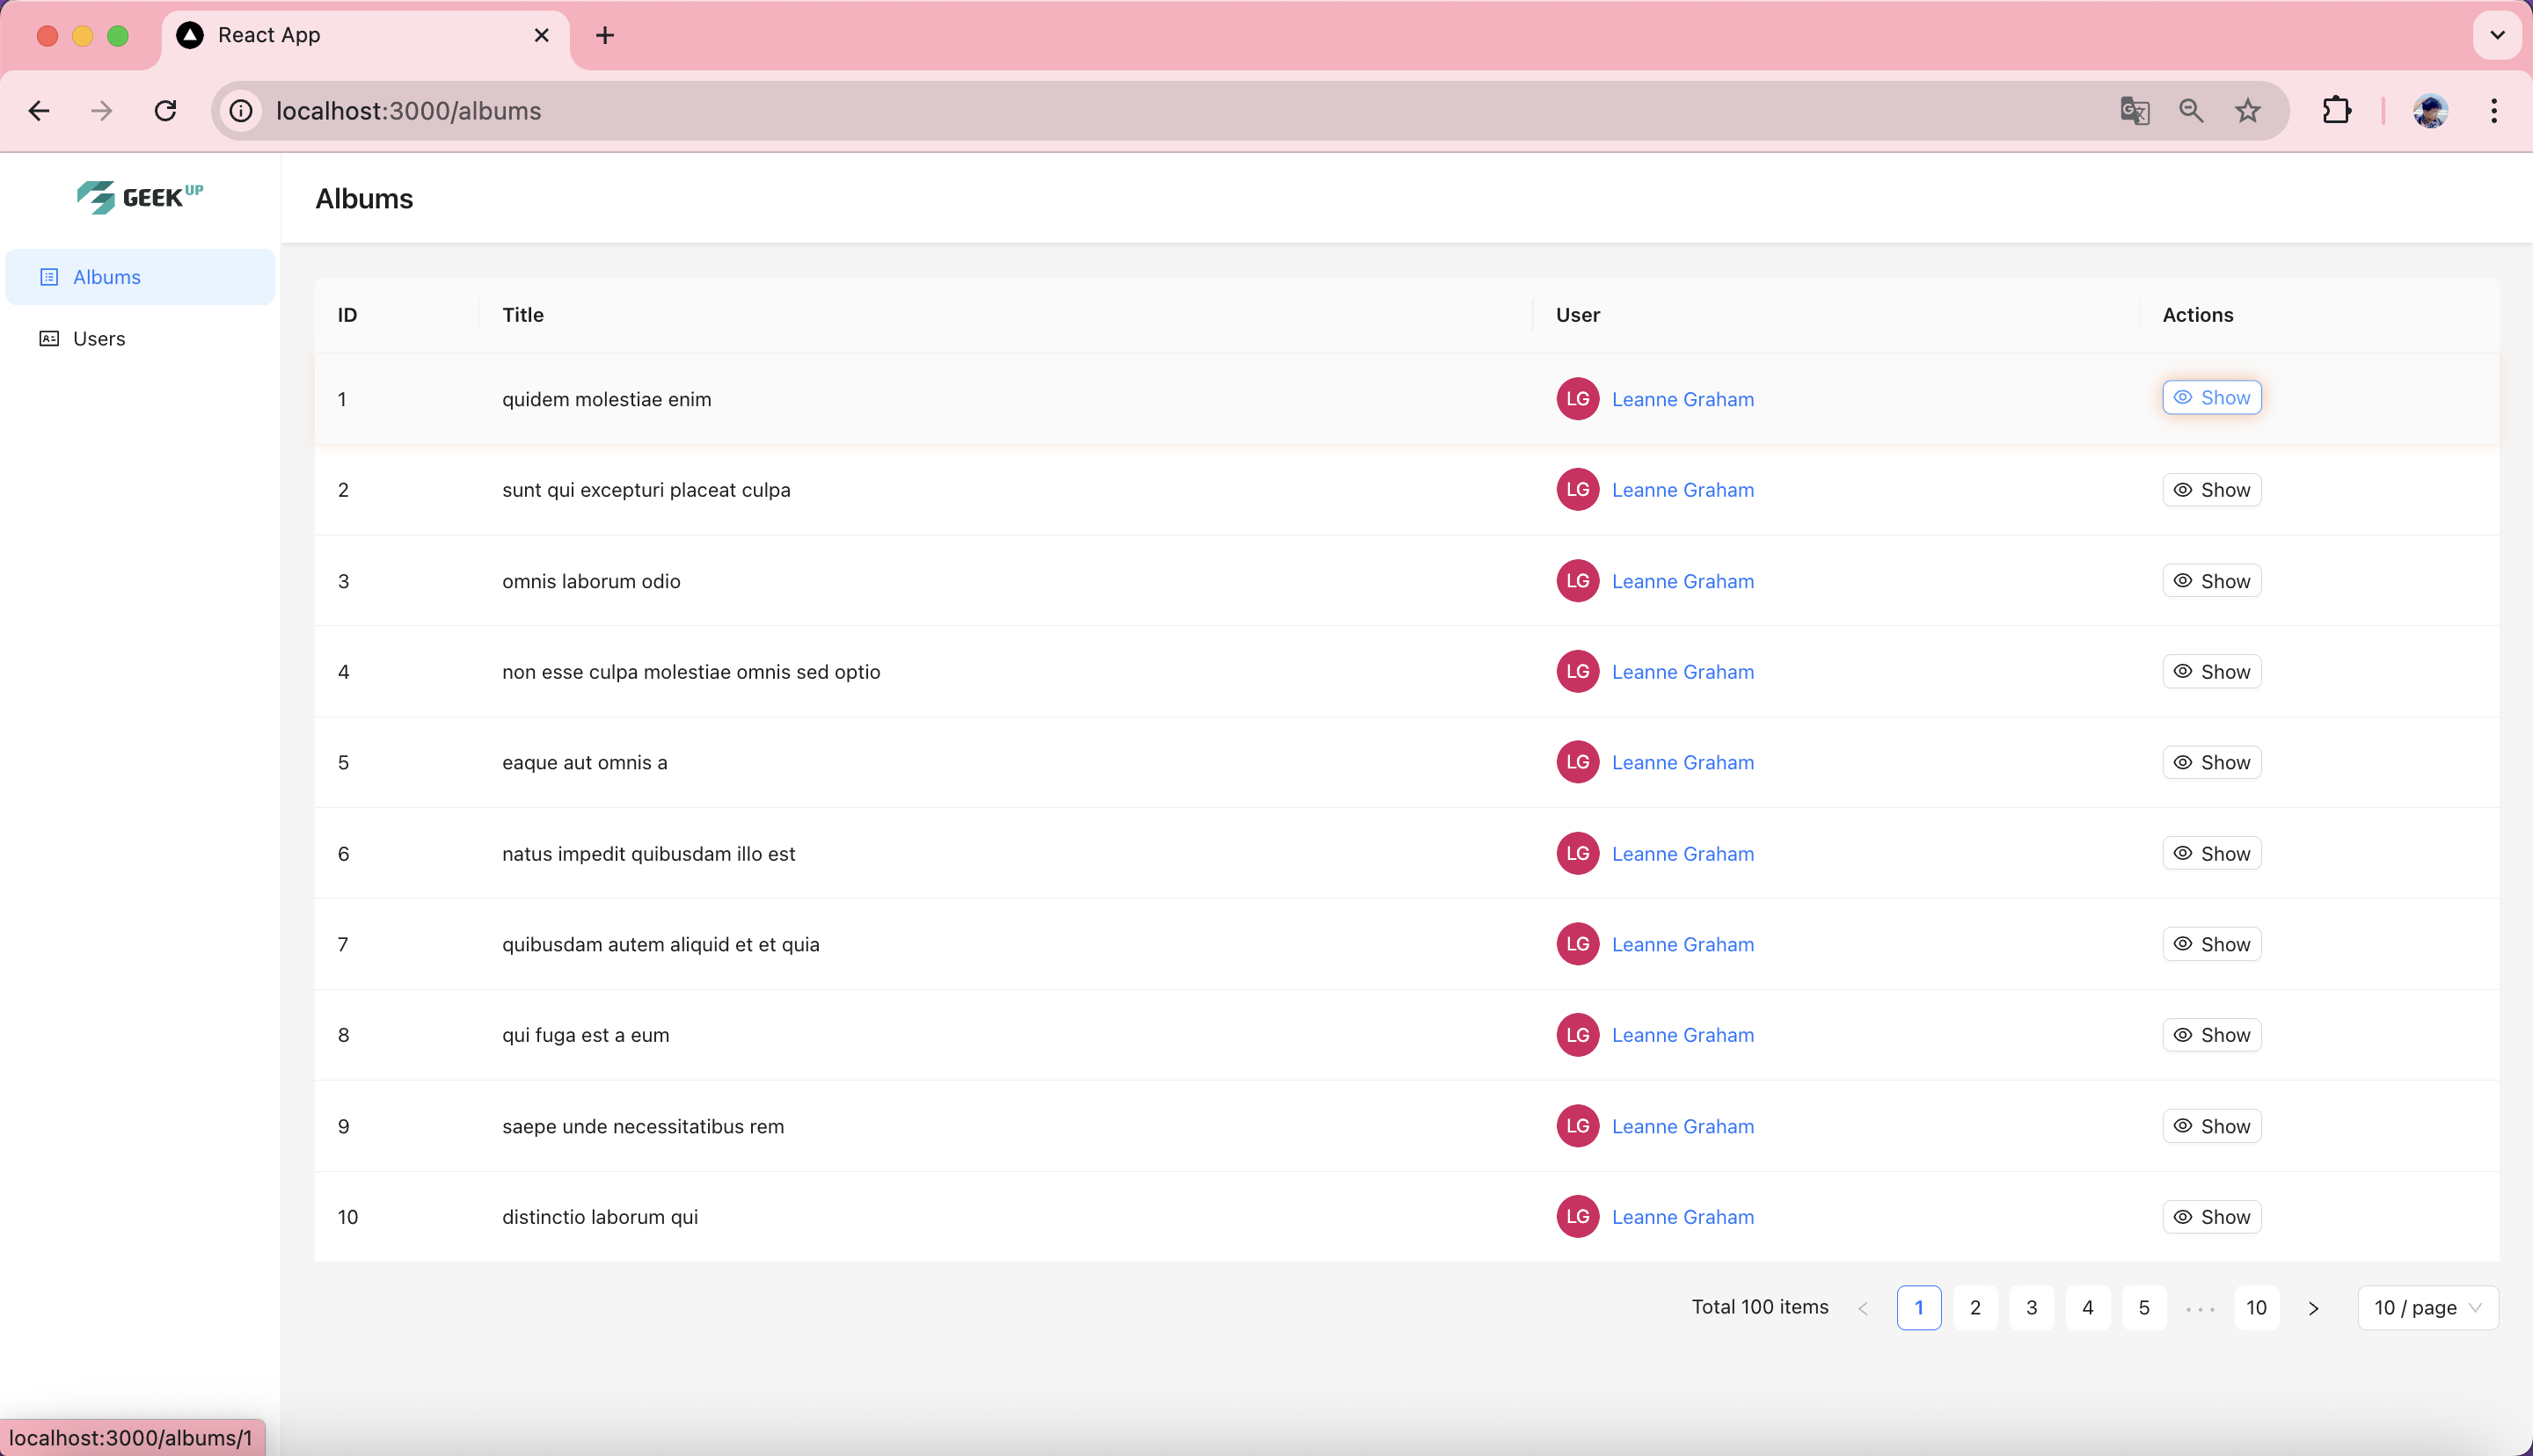 React App
localhost:3000/albums
GEEK UP
Albums
Albums
Users
ID Title User Actions
1 quidem molestiae enim LG Leanne Graham Show
2 sunt qui excepturi placeat culpa LG Leanne Graham Show
3 omnis laborum odio LG Leanne Graham Show
4 non esse culpa molestiae omnis sed optio LG Leanne Graham Show
5 eaque aut omnis a LG Leanne Graham Show
6 natus impedit quibusdam illo est LG Leanne Graham Show
7 quibusdam autem aliquid et et quia LG Leanne Graham Show
8 qui fuga est a eum LG Leanne Graham Show
9 saepe unde necessitatibus rem LG Leanne Graham Show
10 distinctio laborum qui LG Leanne Graham Show
Total 100 items < 1 2 3 4 5 ••• 10 > 10 / page
localhost:3000/albums/1